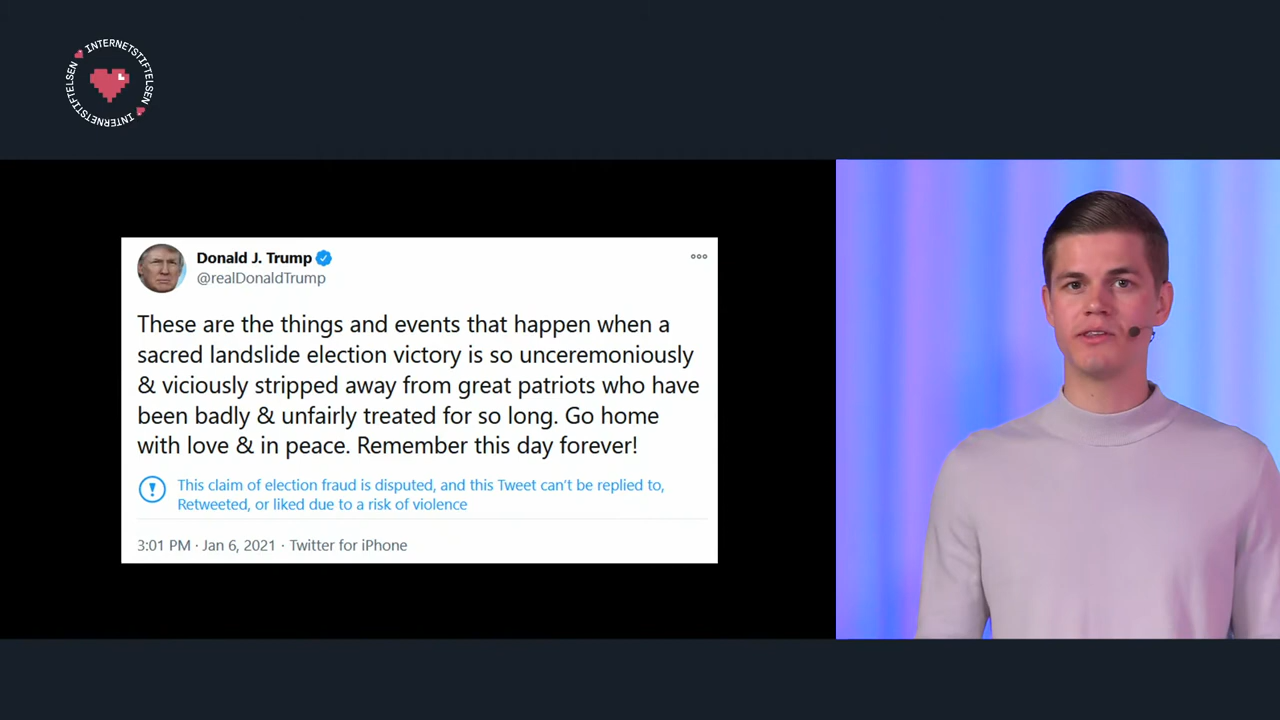 INTERNETSTIFTELSEN
INTERNETSTIFTELSEN
Donald J. Trump
@realDonaldTrump
These are the things and events that happen when a
sacred landslide election victory is so unceremoniously
& viciously stripped away from great patriots who have
been badly & unfairly treated for so long. Go home
with love & in peace. Remember this day forever!
This claim of election fraud is disputed, and this Tweet can't be replied to,
Retweeted, or liked due to a risk of violence
3:01 PM · Jan 6, 2021 · Twitter for iPhone